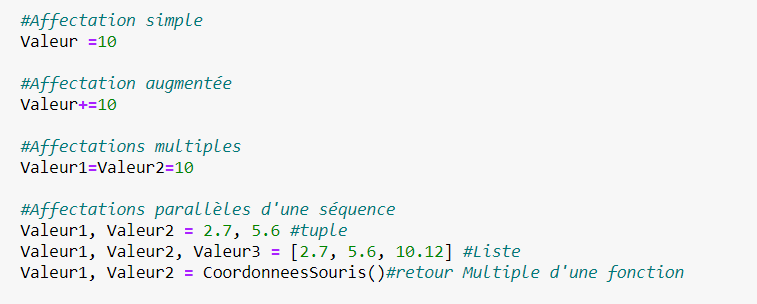 #Affectation simple
Valeur =10
#Affectation augmentée
Valeur+=10
#Affectations multiples
Valeur1=Valeur2=10
#Affectations parallèles d'une séquence
Valeur1, Valeur2 = 2.7, 5.6 #tuple
Valeur1, Valeur2, Valeur3 = [2.7, 5.6, 10.12] #Liste
Valeur1, Valeur2 = CoordonneesSouris()#retour Multiple d'une fonction